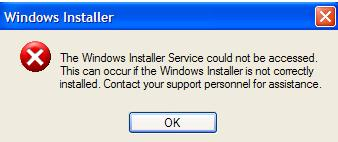 Windows Installer
The Windows Installer Service could not be accessed.
This can occur if the Windows Installer is not correctly
installed. Contact your support personnel for assistance.
OK